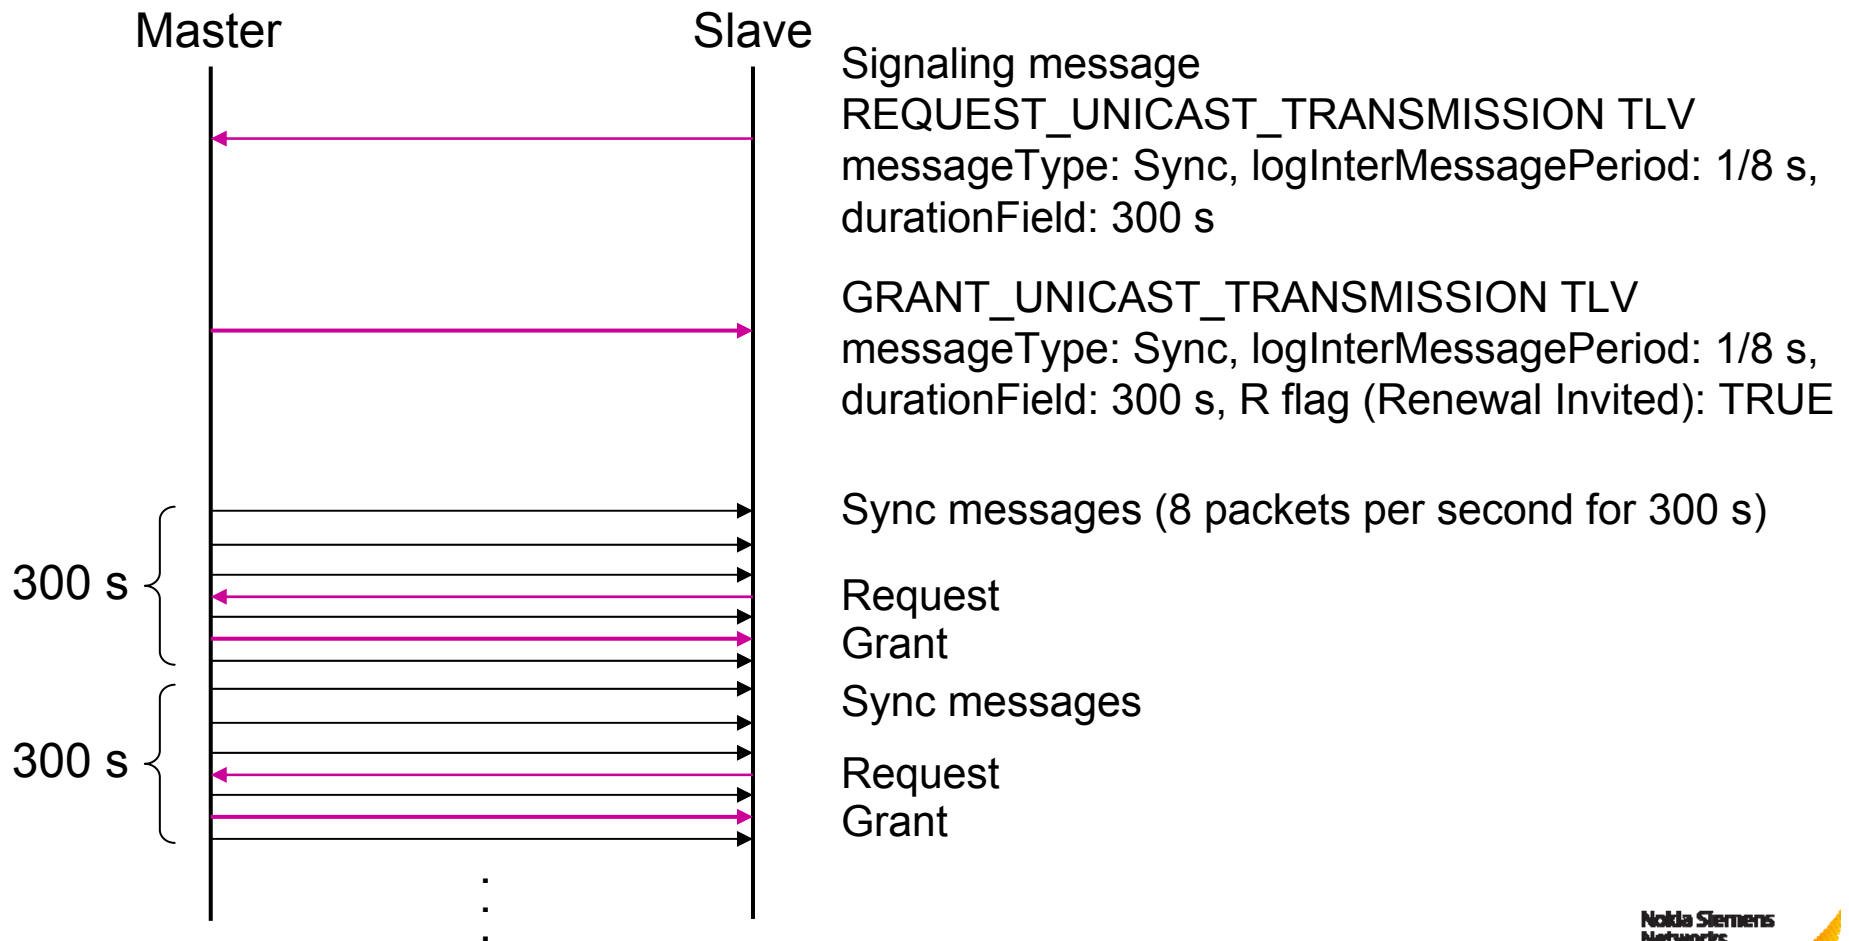 Master
Slave
Signaling message
REQUEST_UNICAST_TRANSMISSION TLV
messageType: Sync, logInterMessagePeriod: 1/8 s,
durationField: 300 s
GRANT_UNICAST_TRANSMISSION TLV
messageType: Sync, logInterMessagePeriod: 1/8 s,
durationField: 300 s, R flag (Renewal Invited): TRUE
Sync messages (8 packets per second for 300 s)
300 s
Request
Grant
Sync messages
300 s
Request
Grant
Nokia Siemens
Networks